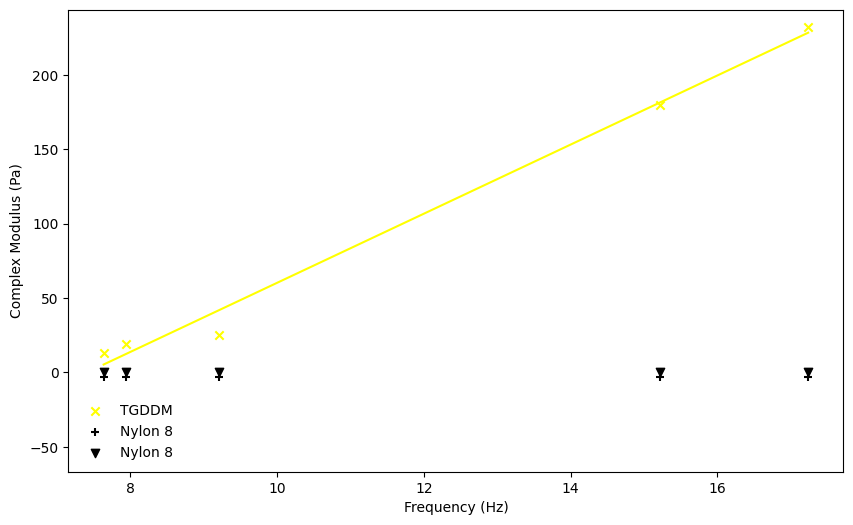 Complex Modulus (Pa)
200
150
100
50
0
−50
TGDDM
Nylon 8
Nylon 8
8
10
12
14
16
Frequency (Hz)